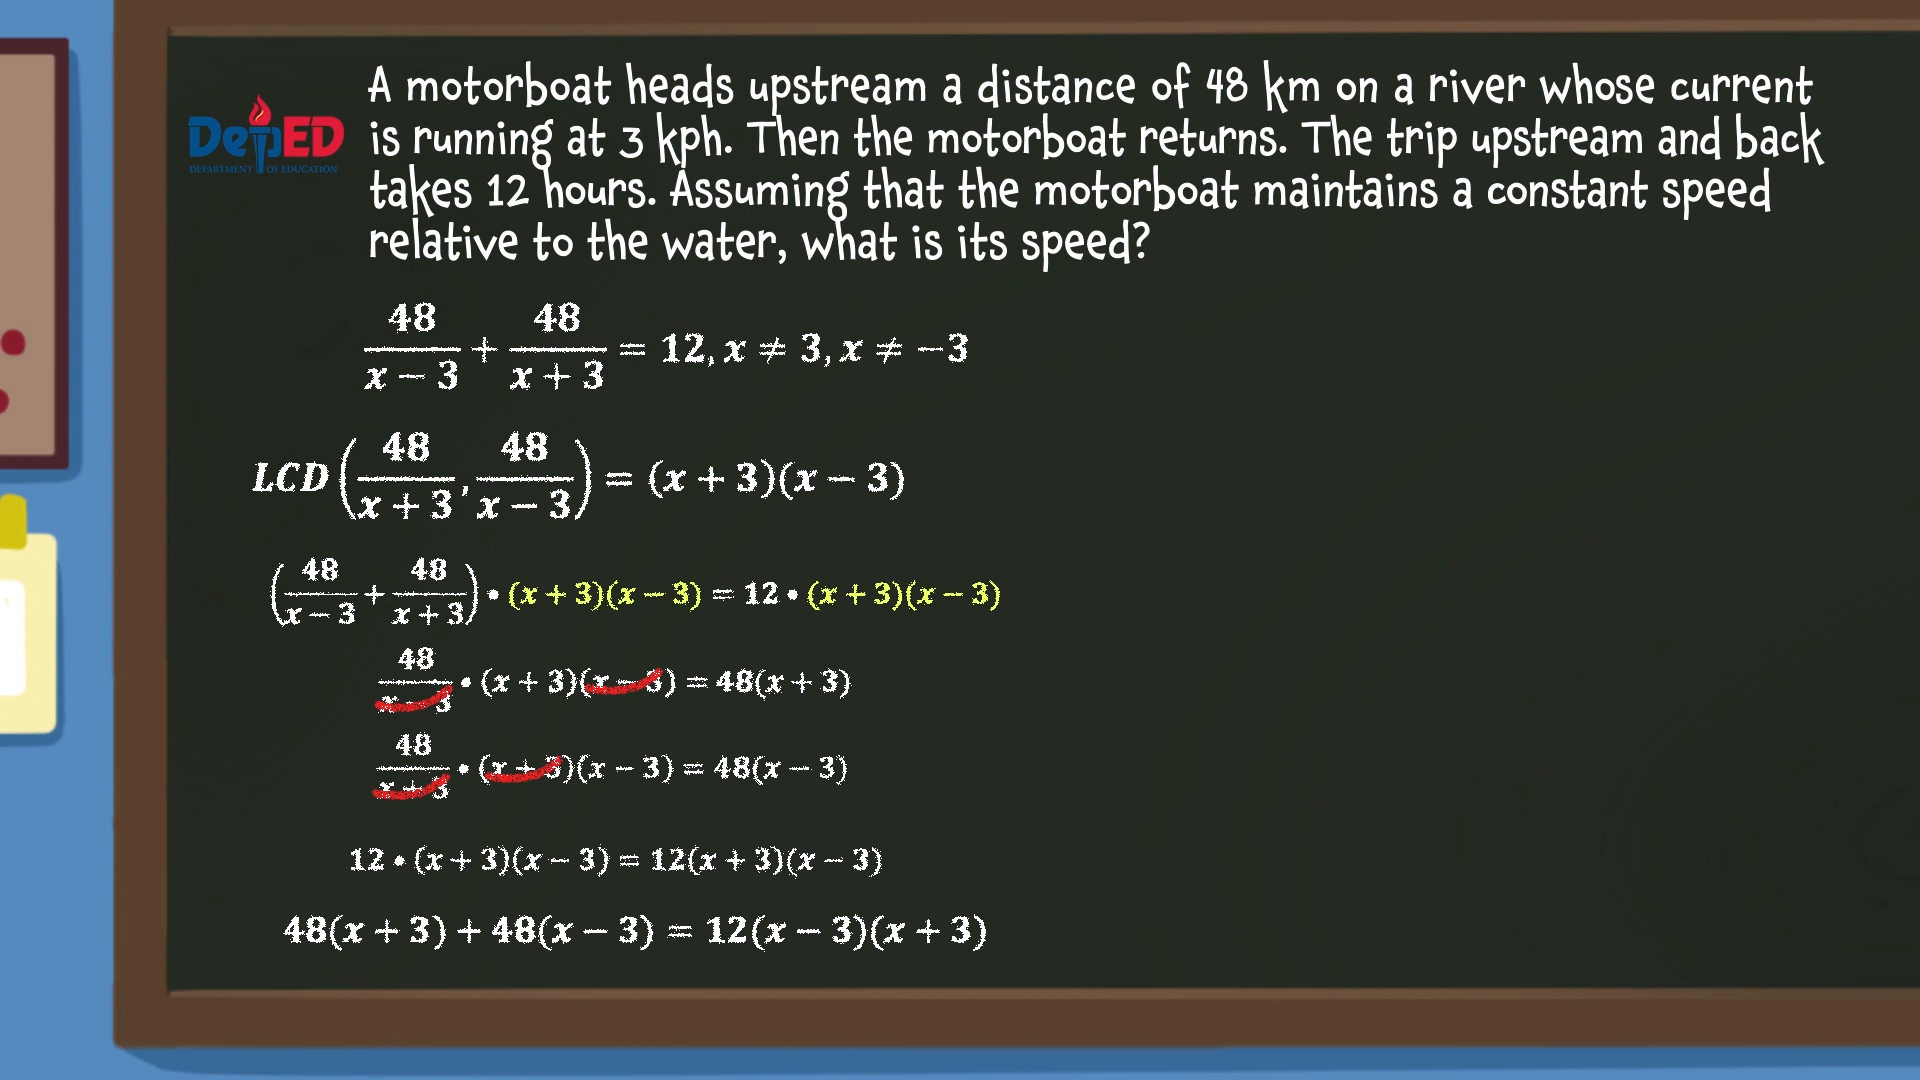 A motorboat heads upstream a distance of 48 km on a river whose current
is running at 3 kph. Then the motorboat returns. The trip upstream and back
takes 12 hours. Assuming that the motorboat maintains a constant speed
relative to the water, what is its speed?
DepED
DEPARTMENT OF EDUCATION
48/(x − 3) + 48/(x + 3) = 12, x ≠ 3, x ≠ −3
LCD (48/(x + 3), 48/(x − 3)) = (x + 3)(x − 3)
(48/(x − 3) + 48/(x + 3)) • (x + 3)(x − 3) = 12 • (x + 3)(x − 3)
48/(x − 3) • (x + 3)(x − 3) = 48(x + 3)
48/(x + 3) • (x + 3)(x − 3) = 48(x − 3)
12 • (x + 3)(x − 3) = 12(x + 3)(x − 3)
48(x + 3) + 48(x − 3) = 12(x − 3)(x + 3)